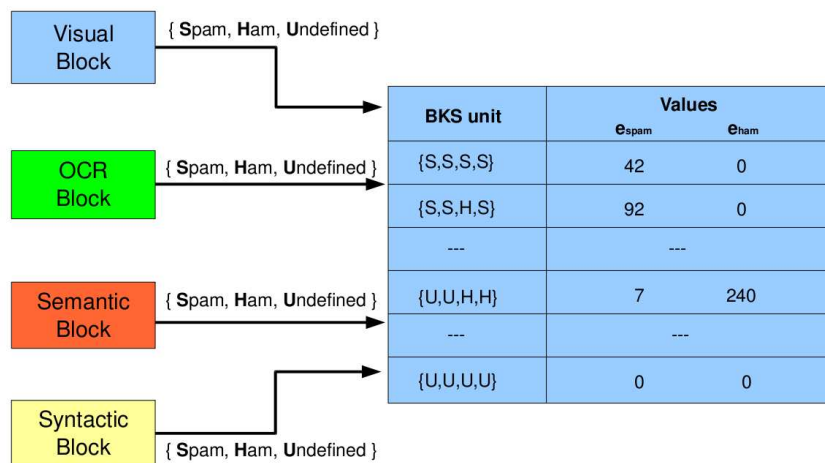 Visual
Block
{ Spam, Ham, Undefined }
OCR
Block
{ Spam, Ham, Undefined }
Semantic
Block
{ Spam, Ham, Undefined }
Syntactic
Block
{ Spam, Ham, Undefined }
BKS unit Values
espam eham
{S,S,S,S} 42 0
{S,S,H,S} 92 0
--- ---
{U,U,H,H} 7 240
--- ---
{U,U,U,U} 0 0